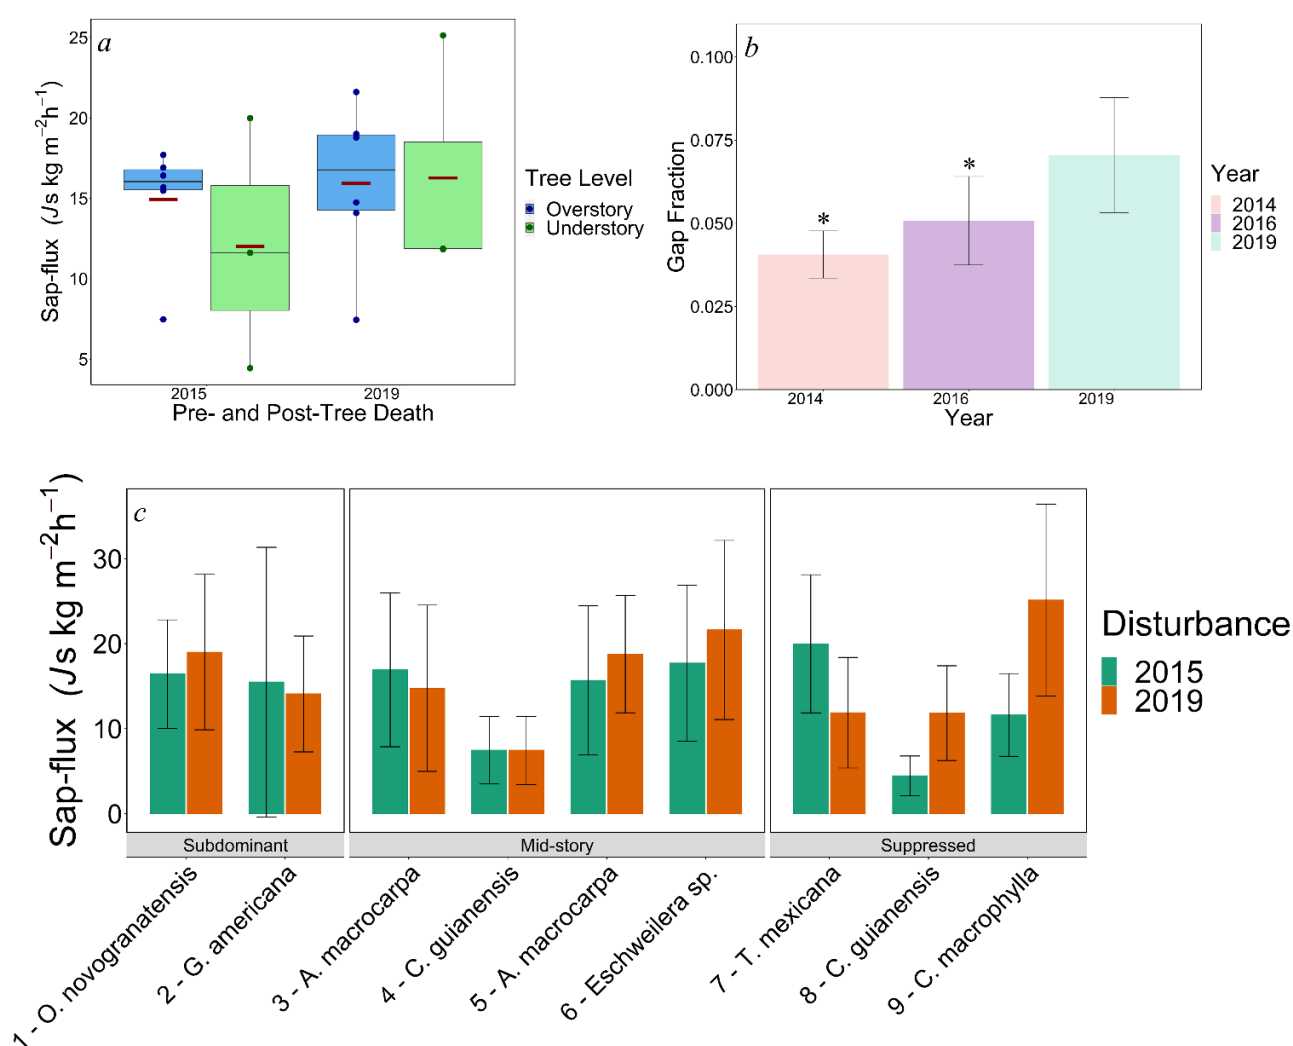 a
25
20
15
10
5
Sap-flux (Js kg m−2h−1)
2015 2019
Pre- and Post-Tree Death
Tree Level
Overstory
Understory
b
0.100
0.075
0.050
0.025
0.000
Gap Fraction
* *
2014 2016 2019
Year
Year
2014
2016
2019
c
30
20
10
0
Sap-flux (Js kg m−2h−1)
Subdominant Mid-story Suppressed
1 - O. novogranatensis
2 - G. americana
3 - A. macrocarpa
4 - C. guianensis
5 - A. macrocarpa
6 - Eschweilera sp.
7 - T. mexicana
8 - C. guianensis
9 - C. macrophylla
Disturbance
2015
2019